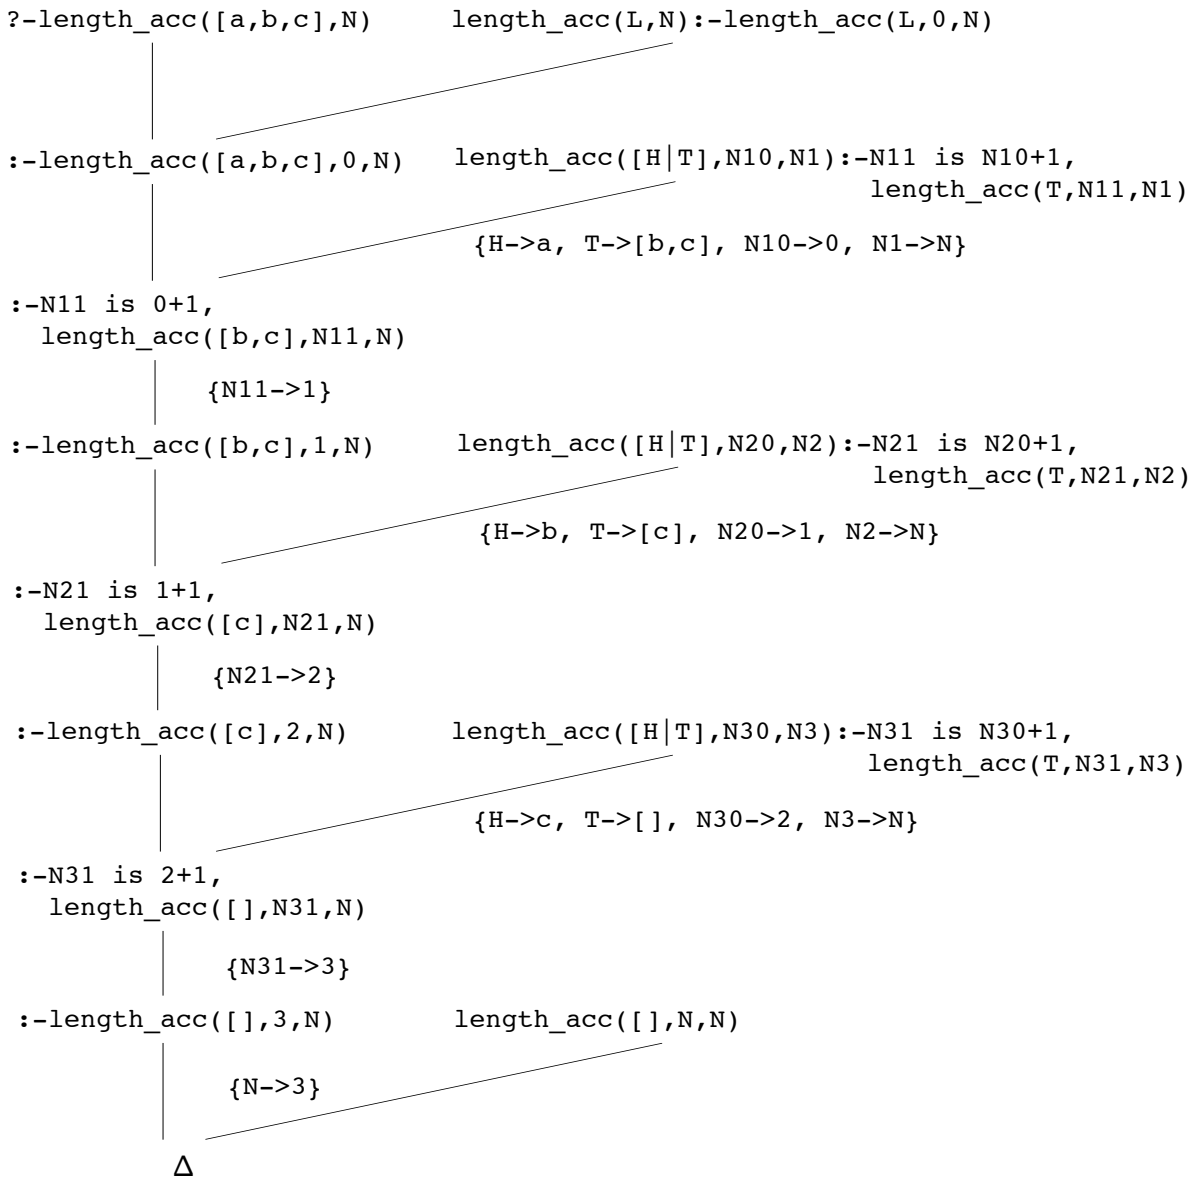 ?-length_acc([a,b,c],N) length_acc(L,N):-length_acc(L,0,N)
:-length_acc([a,b,c],0,N) length_acc([H|T],N10,N1):-N11 is N10+1,
length_acc(T,N11,N1)
{H->a, T->[b,c], N10->0, N1->N}
:-N11 is 0+1,
length_acc([b,c],N11,N)
{N11->1}
:-length_acc([b,c],1,N) length_acc([H|T],N20,N2):-N21 is N20+1,
length_acc(T,N21,N2)
{H->b, T->[c], N20->1, N2->N}
:-N21 is 1+1,
length_acc([c],N21,N)
{N21->2}
:-length_acc([c],2,N) length_acc([H|T],N30,N3):-N31 is N30+1,
length_acc(T,N31,N3)
{H->c, T->[], N30->2, N3->N}
:-N31 is 2+1,
length_acc([],N31,N)
{N31->3}
:-length_acc([],3,N) length_acc([],N,N)
{N->3}
Δ